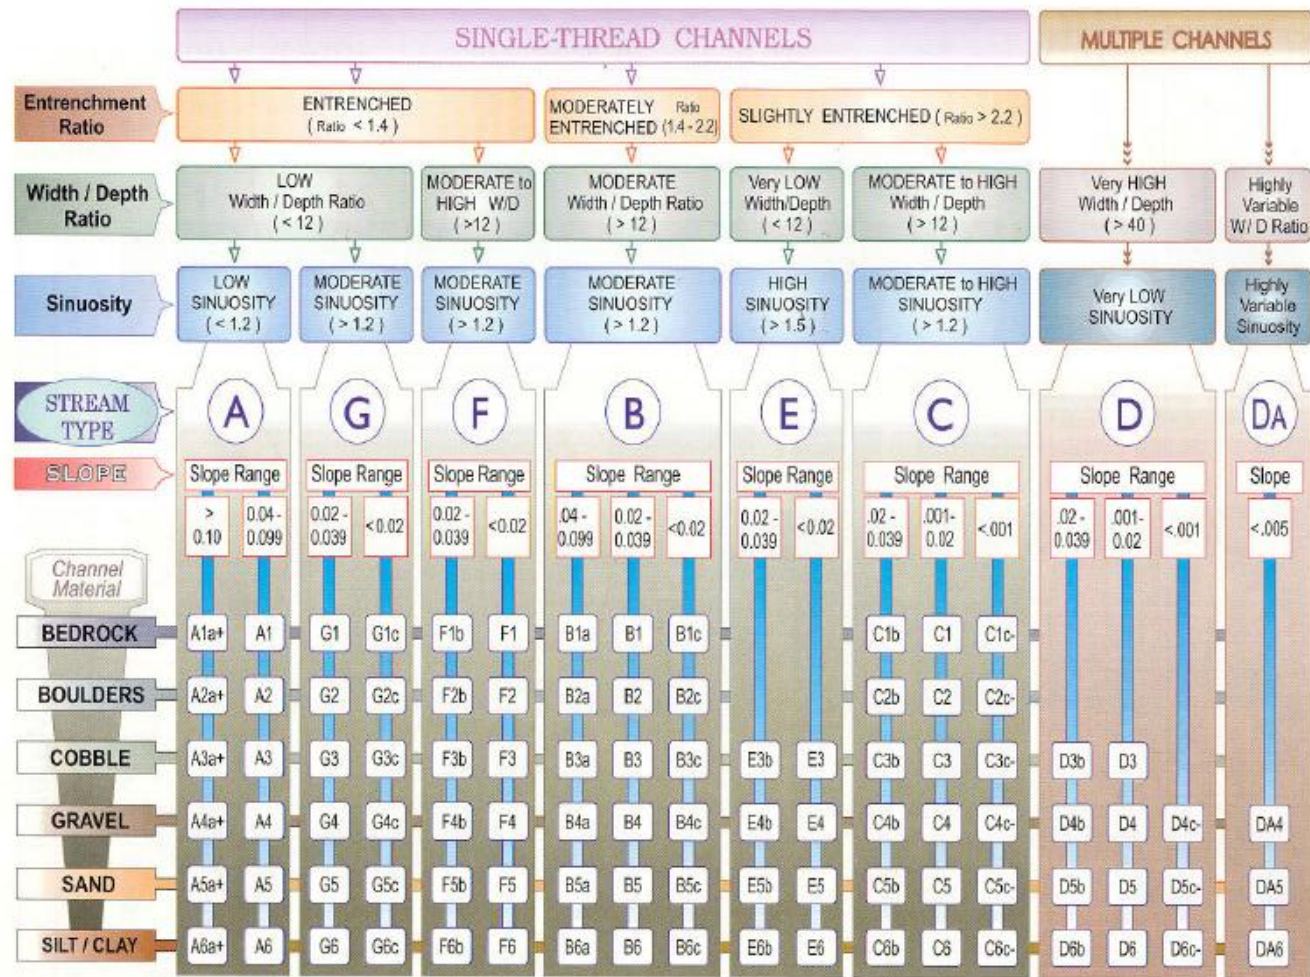 SINGLE-THREAD CHANNELS
MULTIPLE CHANNELS
Entrenchment
Ratio
ENTRENCHED
( Ratio < 1.4 )
MODERATELY Ratio
ENTRENCHED (1.4 - 2.2)
SLIGHTLY ENTRENCHED ( Ratio > 2.2 )
Width / Depth
Ratio
LOW
Width / Depth Ratio
( < 12 )
MODERATE to
HIGH W/D
( >12 )
MODERATE
Width / Depth Ratio
( > 12 )
Very LOW
Width/Depth
( < 12 )
MODERATE to HIGH
Width / Depth
( > 12 )
Very HIGH
Width / Depth
( > 40 )
Highly
Variable
W/ D Ratio
Sinuosity
LOW
SINUOSITY
( < 1.2 )
MODERATE
SINUOSITY
( > 1.2 )
MODERATE
SINUOSITY
( > 1.2 )
MODERATE
SINUOSITY
( > 1.2 )
HIGH
SINUOSITY
( > 1.5 )
MODERATE to HIGH
SINUOSITY
( > 1.2 )
Very LOW
SINUOSITY
Highly
Variable
Sinuosity
STREAM
TYPE
A G F B E C D DA
SLOPE
Slope Range Slope Range Slope Range Slope Range Slope Range Slope Range Slope Range Slope
>
0.10
0.04 -
0.099
0.02 -
0.039
<0.02
0.02 -
0.039
<0.02
.04 -
0.099
0.02 -
0.039
<0.02
0.02 -
0.039
<0.02
.02 -
0.039
.001-
0.02
<.001
.02 -
0.039
.001-
0.02
<.001
<.005
Channel
Material
BEDROCK A1a+ A1 G1 G1c F1b F1 B1a B1 B1c C1b C1 C1c-
BOULDERS A2a+ A2 G2 G2c F2b F2 B2a B2 B2c C2b C2 C2c-
COBBLE A3a+ A3 G3 G3c F3b F3 B3a B3 B3c E3b E3 C3b C3 C3c- D3b D3
GRAVEL A4a+ A4 G4 G4c F4b F4 B4a B4 B4c E4b E4 C4b C4 C4c- D4b D4 D4c- DA4
SAND A5a+ A5 G5 G5c F5b F5 B5a B5 B5c E5b E5 C5b C5 C5c- D5b D5 D5c- DA5
SILT / CLAY A6a+ A6 G6 G6c F6b F6 B6a B6 B6c E6b E6 C6b C6 C6c- D6b D6 D6c- DA6